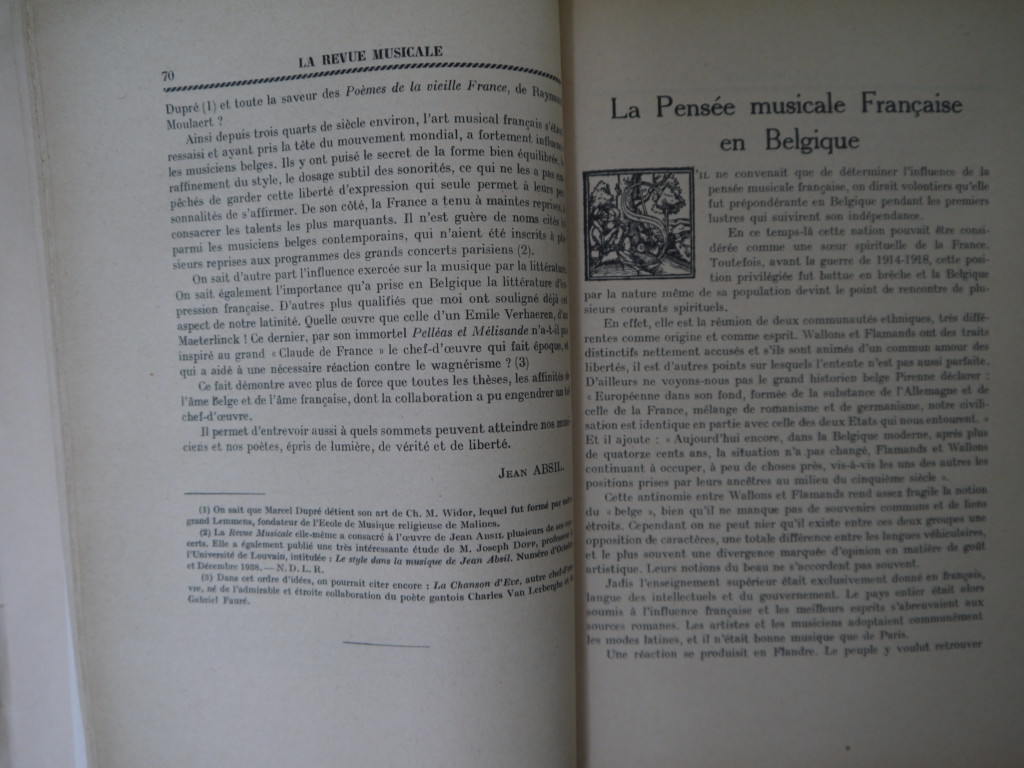 70
LA REVUE MUSICALE
Dupré (1) et toute la saveur des Poèmes de la vieille France, de Raymo
Moulaert ?
Ainsi depuis trois quarts de siècle environ, l'art musical français s'éta
ressaisi et ayant pris la tête du mouvement mondial, a fortement influen
les musiciens belges. Ils y ont puisé le secret de la forme bien équilibrée, le
raffinement du style, le dosage subtil des sonorités, ce qui ne les a pas em
pêchés de garder cette liberté d'expression qui seule permet à leurs per
sonnalités de s'affirmer. De son côté, la France a tenu à maintes reprises, à
consacrer les talents les plus marquants. Il n'est guère de noms cités ici
parmi les musiciens belges contemporains, qui n'aient été inscrits à plu
sieurs reprises aux programmes des grands concerts parisiens (2).
On sait d'autre part l'influence exercée sur la musique par la littérature.
On sait également l'importance qu'a prise en Belgique la littérature d'ex
pression française. D'autres plus qualifiés que moi ont souligné déjà cet
aspect de notre latinité. Quelle œuvre que celle d'un Emile Verhaeren, d'un
Maeterlinck ! Ce dernier, par son immortel Pelléas et Mélisande n'a-t-il pas
inspiré au grand « Claude de France » le chef-d'œuvre qui fait époque, et
qui a aidé à une nécessaire réaction contre le wagnérisme ? (3)
Ce fait démontre avec plus de force que toutes les thèses, les affinités de
l'âme Belge et de l'âme française, dont la collaboration a pu engendrer un tel
chef-d'œuvre.
Il permet d'entrevoir aussi à quels sommets peuvent atteindre nos musi
ciens et nos poètes, épris de lumière, de vérité et de liberté.
JEAN ABSIL.
(1) On sait que Marcel Dupré détient son art de Ch. M. Widor, lequel fut formé par notre
grand Lemmens, fondateur de l'Ecole de Musique religieuse de Malines.
(2) La Revue Musicale elle-même a consacré à l'œuvre de Jean ABSIL plusieurs de ses con
certs. Elle a également publié une très intéressante étude de M. Joseph Dopp, professeur à
l'Université de Louvain, intitulée : Le style dans la musique de Jean Absil. Numéro d'Octobre
et Décembre 1938. — N. D. L. R.
(3) Dans cet ordre d'idées, on pourrait citer encore : La Chanson d'Eve, autre chef-d'œu
vre, né de l'admirable et étroite collaboration du poète gantois Charles Van Lerberghe et de
Gabriel Fauré.
La Pensée musicale Française
en Belgique
S'IL ne convenait que de déterminer l'influence de la
pensée musicale française, on dirait volontiers qu'elle
fut prépondérante en Belgique pendant les premiers
lustres qui suivirent son indépendance.
En ce temps-là cette nation pouvait être consi-
dérée comme une sœur spirituelle de la France.
Toutefois, avant la guerre de 1914-1918, cette posi-
tion privilégiée fut battue en brèche et la Belgique
par la nature même de sa population devint le point de rencontre de plu-
sieurs courants spirituels.
En effet, elle est la réunion de deux communautés ethniques, très diffé-
rentes comme origine et comme esprit. Wallons et Flamands ont des traits
distinctifs nettement accusés et s'ils sont animés d'un commun amour des
libertés, il est d'autres points sur lesquels l'entente n'est pas aussi parfaite.
D'ailleurs ne voyons-nous pas le grand historien belge Pirenne déclarer :
« Européenne dans son fond, formée de la substance de l'Allemagne et de
celle de la France, mélange de romanisme et de germanisme, notre civili-
sation est identique en partie avec celle des deux Etats qui nous entourent. »
Et il ajoute : « Aujourd'hui encore, dans la Belgique moderne, après plus
de quatorze cents ans, la situation n'a pas changé, Flamands et Wallons
continuant à occuper, à peu de choses près, vis-à-vis les uns des autres les
positions prises par leurs ancêtres au milieu du cinquième siècle ».
Cette antinomie entre Wallons et Flamands rend assez fragile la notion
du « belge », bien qu'il ne manque pas de souvenirs communs et de liens
étroits. Cependant on ne peut nier qu'il existe entre ces deux groupes une
opposition de caractères, une totale différence entre les langues véhiculaires,
et le plus souvent une divergence marquée d'opinion en matière de goût
artistique. Leurs notions du beau ne s'accordent pas souvent.
Jadis l'enseignement supérieur était exclusivement donné en français,
langue des intellectuels et du gouvernement. Le pays entier était alors
soumis à l'influence française et les meilleurs esprits s'abreuvaient aux
sources romanes. Les artistes et les musiciens adoptaient communément
les modes latines, et il n'était bonne musique que de Paris.
Une réaction se produisit en Flandre. Le peuple y voulut retrouver